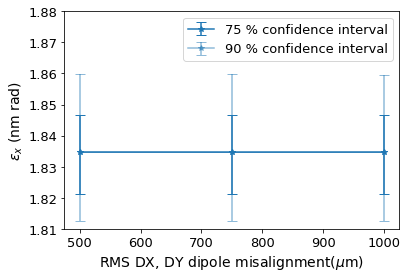 75 % confidence interval
90 % confidence interval
1.88
1.87
1.86
1.85
1.84
1.83
1.82
1.81
εx (nm rad)
500 600 700 800 900 1000
RMS DX, DY dipole misalignment(μm)